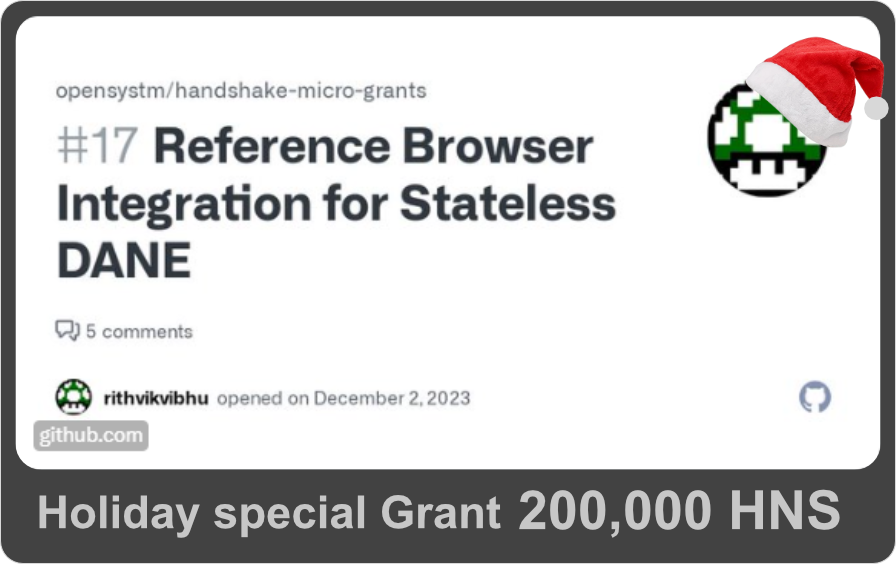 opensystm/handshake-micro-grants
#17 Reference Browser
Integration for Stateless
DANE
5 comments
rithvikvibhu opened on December 2, 2023
github.com
Holiday special Grant 200,000 HNS